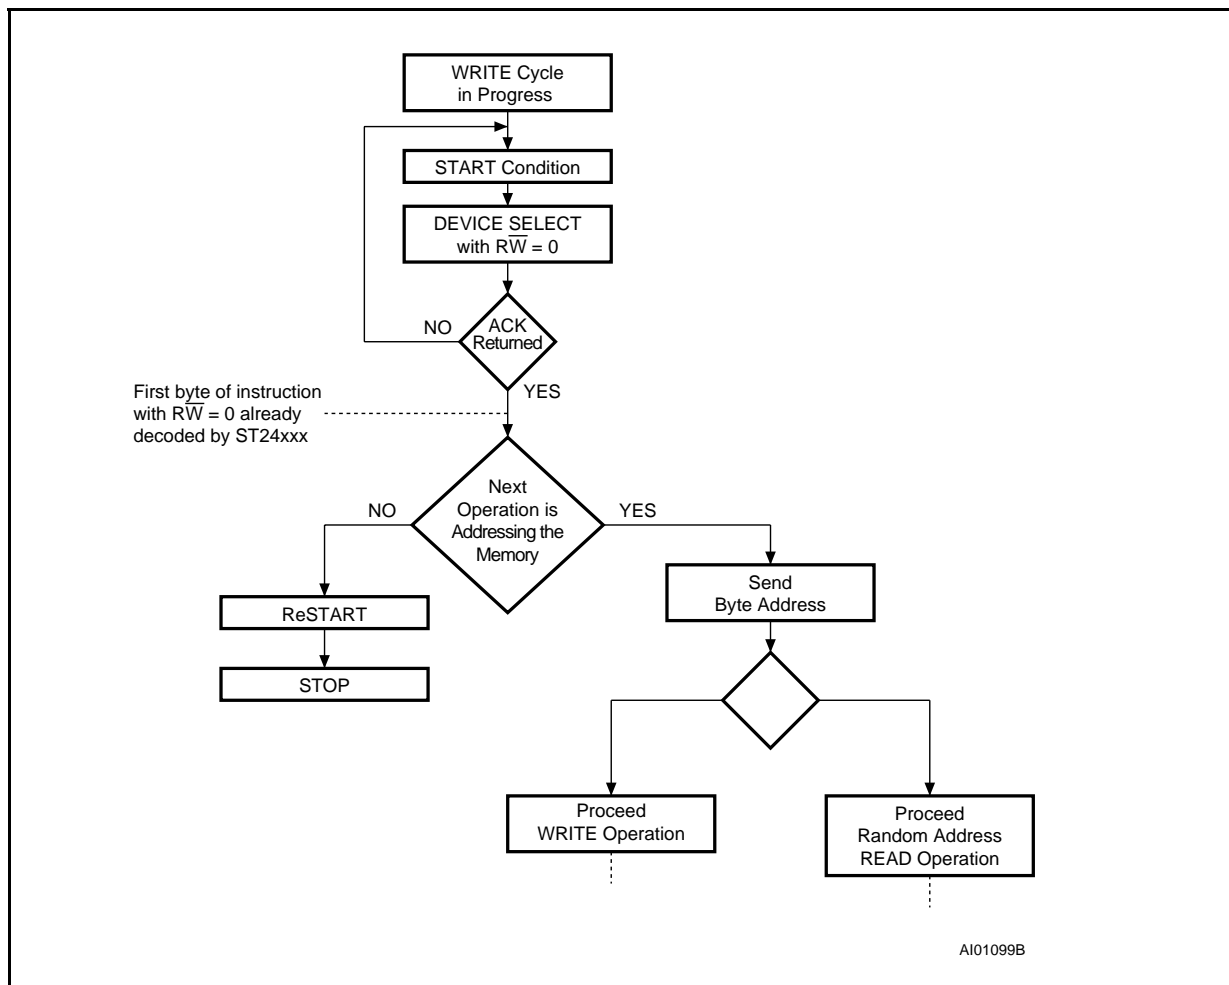 WRITE Cycle
in Progress
START Condition
DEVICE SELECT
with RW̅ = 0
NO
ACK
Returned
YES
First byte of instruction
with RW̅ = 0 already
decoded by ST24xxx
NO
Next
Operation is
Addressing the
Memory
YES
Send
Byte Address
ReSTART
STOP
Proceed
WRITE Operation
Proceed
Random Address
READ Operation
AI01099B